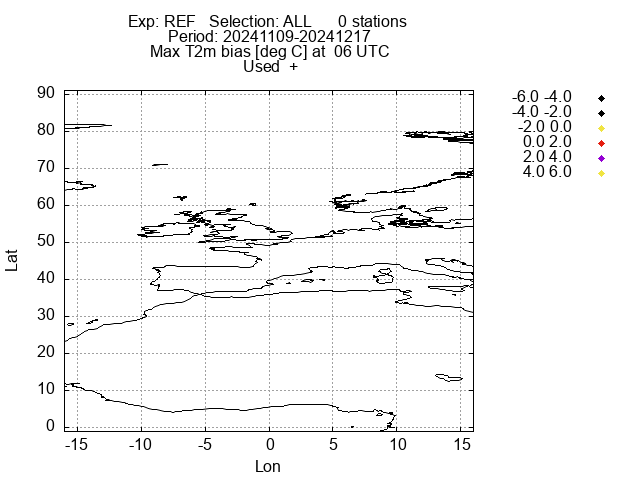 Exp: REF   Selection: ALL      0 stations
Period: 20241109-20241217
Max T2m bias [deg C] at  06 UTC
Used  +
-6.0 -4.0
-4.0 -2.0
-2.0 0.0
0.0 2.0
2.0 4.0
4.0 6.0
90
80
70
60
50
40
30
20
10
0
Lat
-15 -10 -5 0 5 10 15
Lon